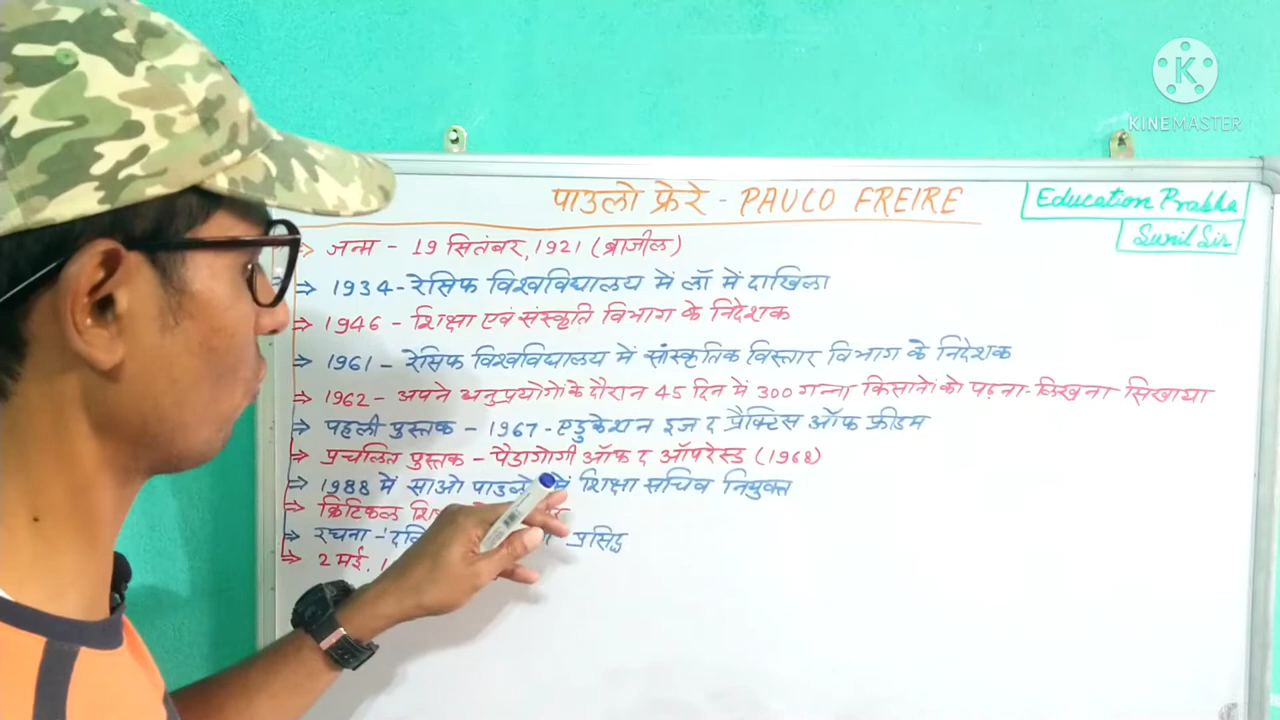 KINEMASTER
पाउलो फ्रेरे - PAULO FREIRE
Education Prabha
Sunil Sir
⇒ जन्म - 19 सितंबर, 1921 (ब्राजील)
⇒ 1934 - रेसिफ विश्वविद्यालय में लॉ में दाखिला
⇒ 1946 - शिक्षा एवं संस्कृति विभाग के निदेशक
⇒ 1961 - रेसिफ विश्वविद्यालय में सांस्कृतिक विस्तार विभाग के निदेशक
⇒ 1962 - अपने अनुप्रयोगों के दौरान 45 दिन में 300 गन्ना किसानों को पढ़ना-लिखना सिखाया
⇒ पहली पुस्तक - 1967 - एडुकेशन इज द प्रैक्टिस ऑफ फ्रीडम
⇒ प्रचलित पुस्तक - पैडागोगी ऑफ द ऑपरेस्ड (1968)
⇒ 1988 में साओ पाउलो में शिक्षा सचिव नियुक्त
⇒ क्रिटिकल
⇒ रचना - प्रसिद्ध
⇒ 2 मई,